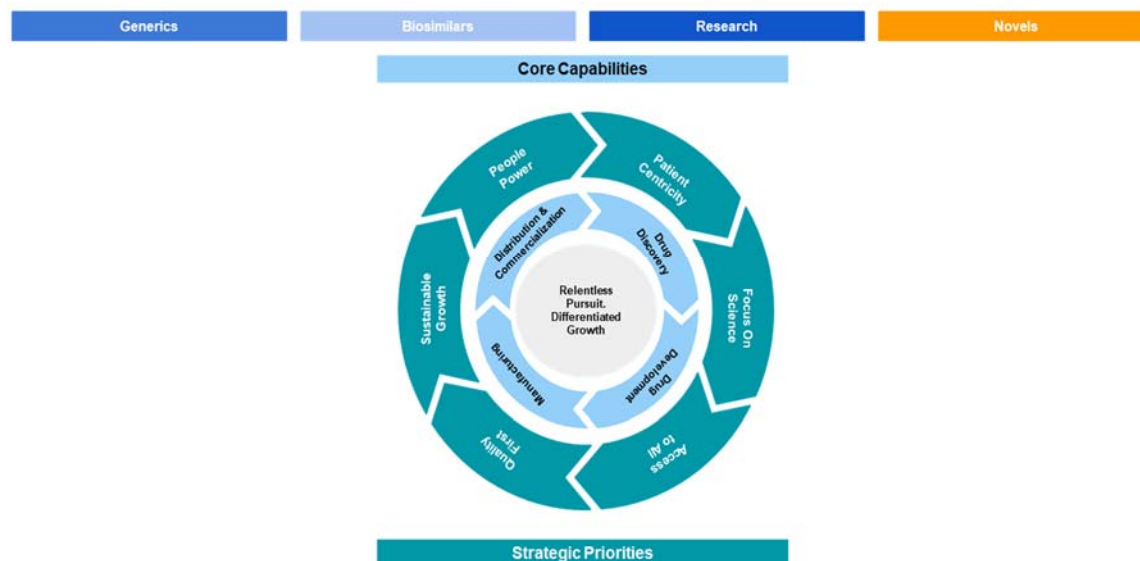 Generics
Biosimilars
Research
Novels
Core Capabilities
People
Power
Patient
Centricity
Distribution &
Commercialization
Drug
Discovery
Sustainable
Growth
Relentless
Pursuit.
Differentiated
Growth
Focus On
Science
Manufacturing
Drug
Development
Quality
First
Access
to All
Strategic Priorities